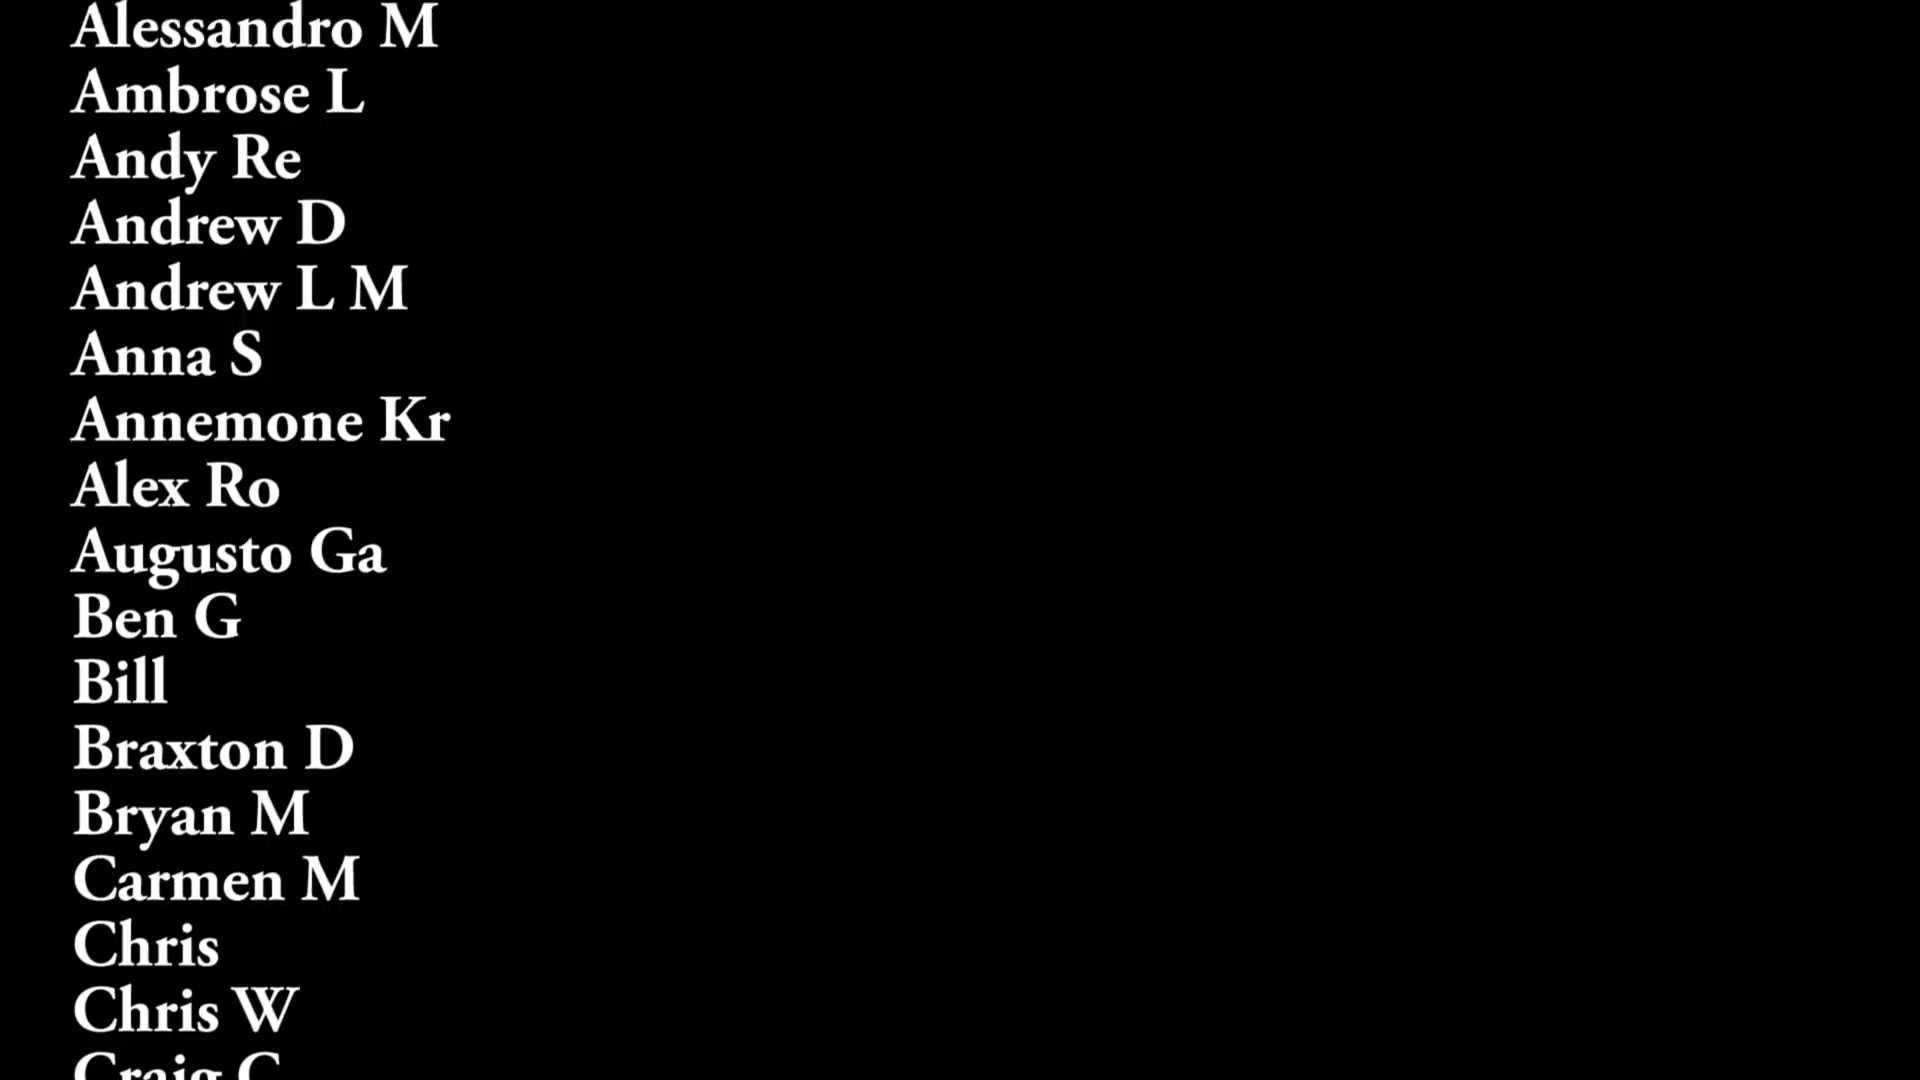 Alessandro M
Ambrose L
Andy Re
Andrew D
Andrew L M
Anna S
Annemone Kr
Alex Ro
Augusto Ga
Ben G
Bill
Braxton D
Bryan M
Carmen M
Chris
Chris W
Craig C